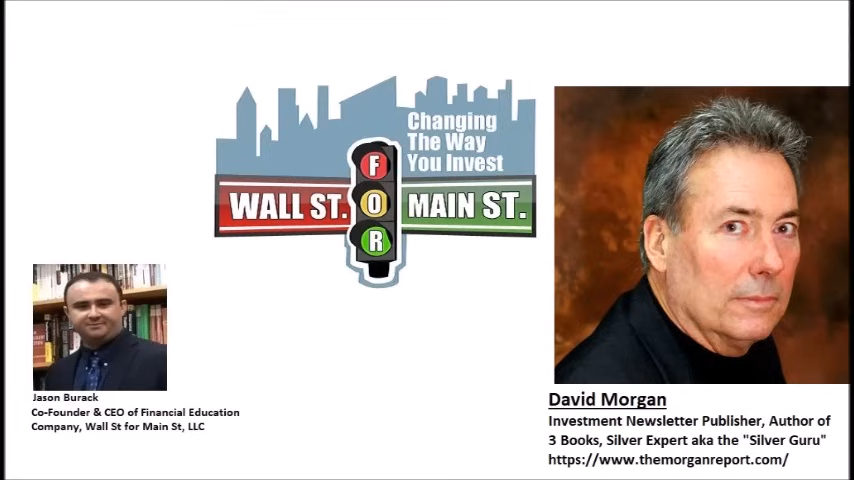 Changing
The Way
You Invest
WALL ST. FOR MAIN ST.
Jason Burack
Co-Founder & CEO of Financial Education
Company, Wall St for Main St, LLC
David Morgan
Investment Newsletter Publisher, Author of
3 Books, Silver Expert aka the "Silver Guru"
https://www.themorganreport.com/